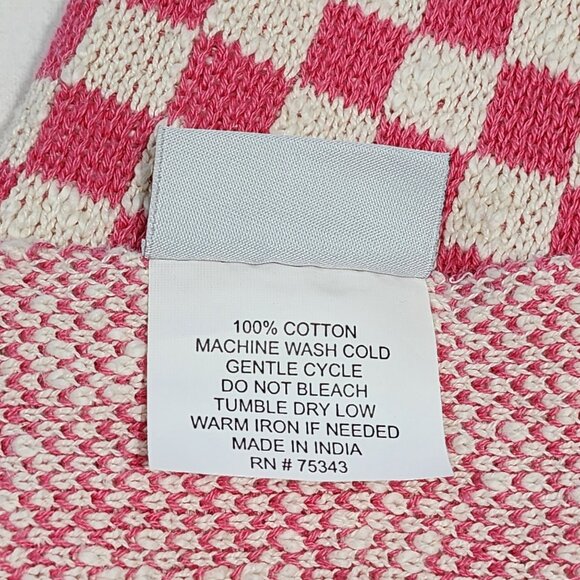 100% COTTON
MACHINE WASH COLD
GENTLE CYCLE
DO NOT BLEACH
TUMBLE DRY LOW
WARM IRON IF NEEDED
MADE IN INDIA
RN # 75343